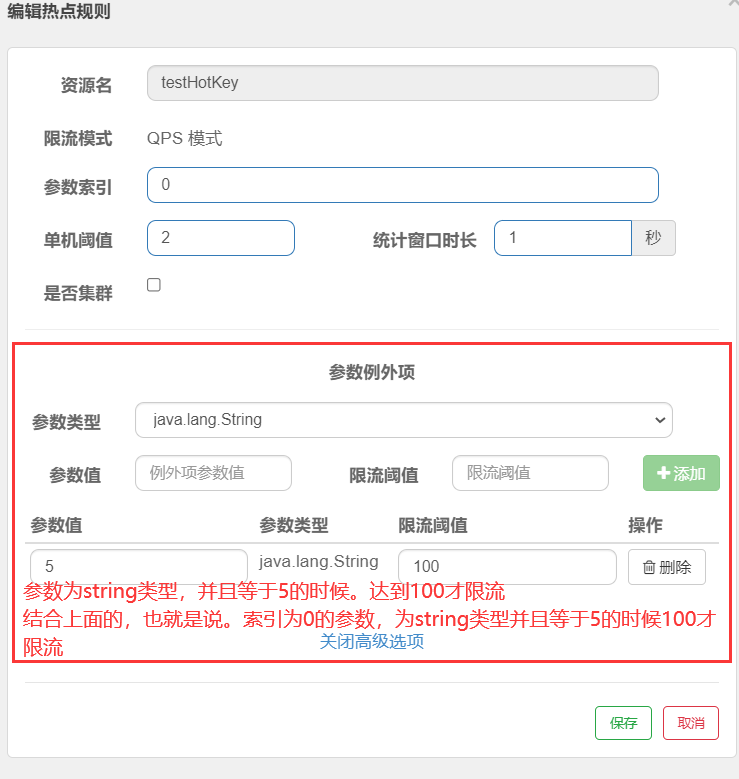 编辑热点规则
资源名 testHotKey
限流模式 QPS 模式
参数索引 0
单机阈值 2 统计窗口时长 1 秒
是否集群
参数例外项
参数类型 java.lang.String
参数值 例外项参数值 限流阈值 限流阈值 添加
参数值 参数类型 限流阈值 操作
5 java.lang.String 100 删除
参数为string类型，并且等于5的时候。达到100才限流
结合上面的，也就是说。索引为0的参数，为string类型并且等于5的时候100才
限流
关闭高级选项
保存 取消